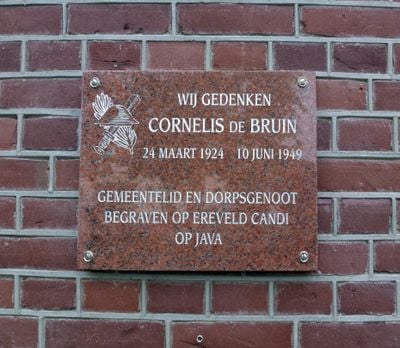 WIJ GEDENKEN
CORNELIS DE BRUIN
24 MAART 1924 10 JUNI 1949
GEMEENTELID EN DORPSGENOOT
BEGRAVEN OP EREVELD CANDI
OP JAVA